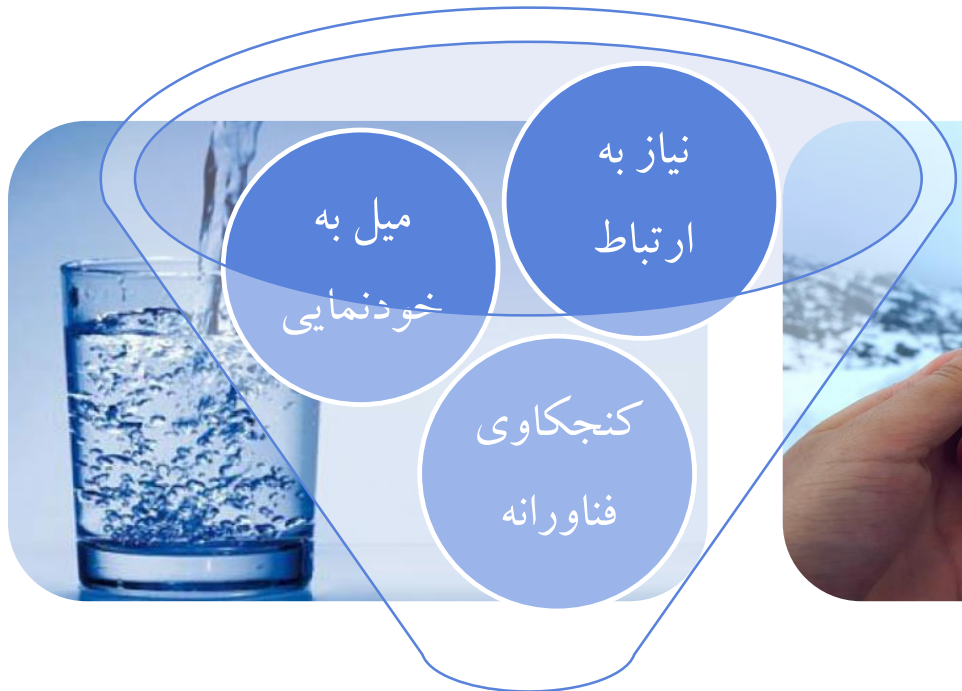 نیاز به
ارتباط
میل به
خودنمایی
کنجکاوی
فناورانه